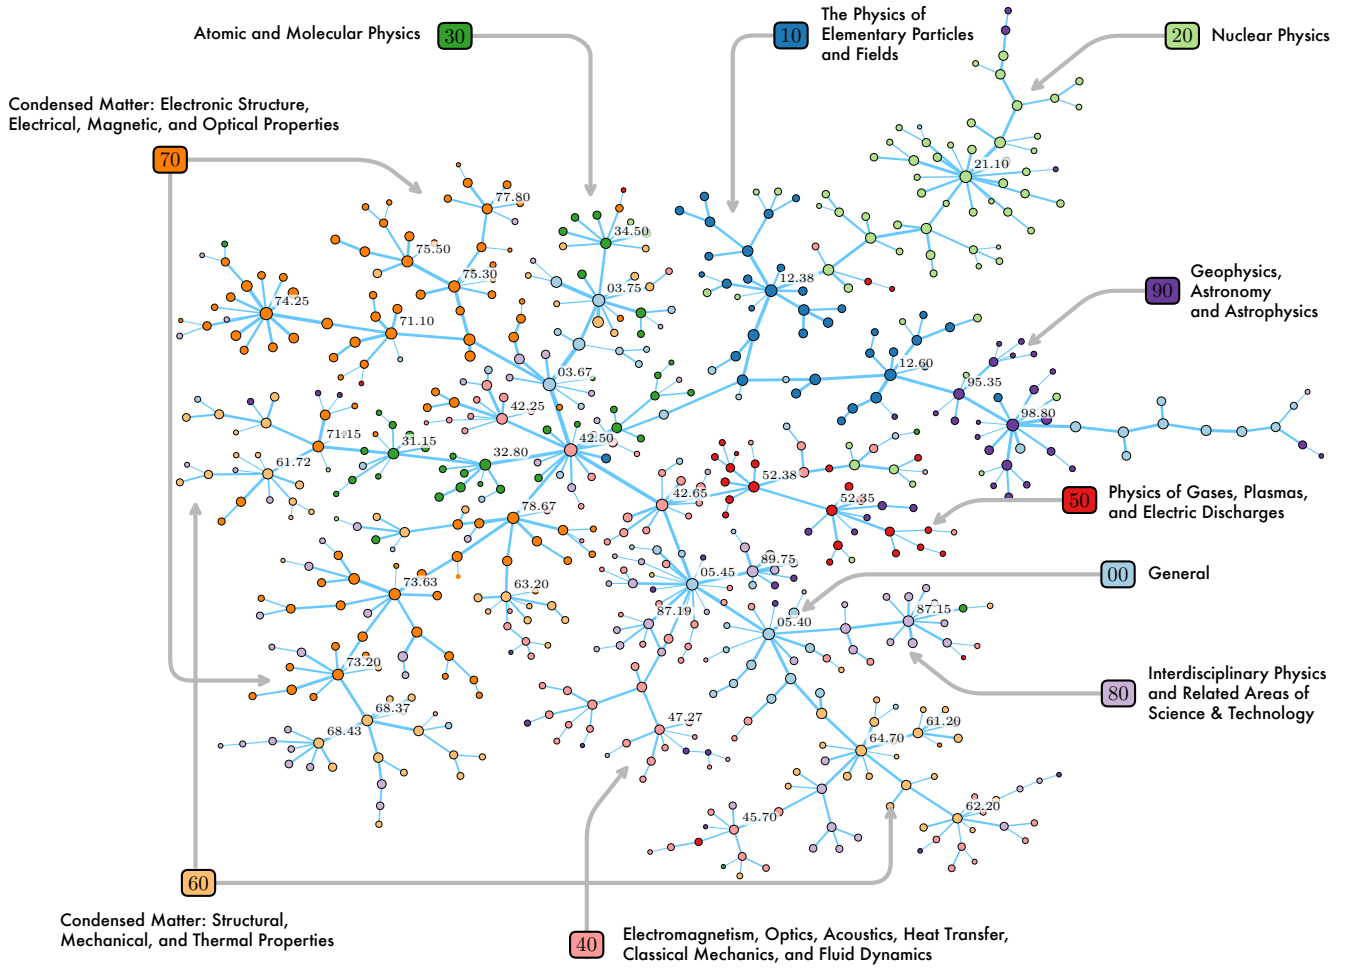 The Physics of
Elementary Particles
and Fields
10
Atomic and Molecular Physics
30
20
Nuclear Physics
Condensed Matter: Electronic Structure,
Electrical, Magnetic, and Optical Properties
70
21.10
77.80
34.50
75.50
75.30
12.38
03.75
74.25
71.10
Geophysics,
Astronomy
and Astrophysics
90
12.60
03.67
95.35
42.25
98.80
71.15
31.15
42.50
32.80
61.72
52.38
42.65
52.35
Physics of Gases, Plasmas,
and Electric Discharges
50
78.67
89.75
05.45
00
General
73.63
63.20
87.19
05.40
87.15
73.20
Interdisciplinary Physics
and Related Areas of
Science & Technology
80
68.37
68.43
47.27
61.20
64.70
62.20
45.70
60
Condensed Matter: Structural,
Mechanical, and Thermal Properties
40
Electromagnetism, Optics, Acoustics, Heat Transfer,
Classical Mechanics, and Fluid Dynamics